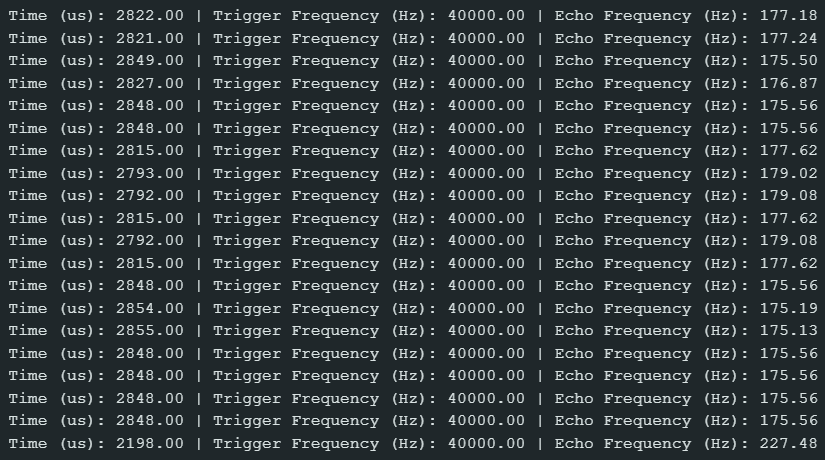 Time (us): 2822.00 | Trigger Frequency (Hz): 40000.00 | Echo Frequency (Hz): 177.18
Time (us): 2821.00 | Trigger Frequency (Hz): 40000.00 | Echo Frequency (Hz): 177.24
Time (us): 2849.00 | Trigger Frequency (Hz): 40000.00 | Echo Frequency (Hz): 175.50
Time (us): 2827.00 | Trigger Frequency (Hz): 40000.00 | Echo Frequency (Hz): 176.87
Time (us): 2848.00 | Trigger Frequency (Hz): 40000.00 | Echo Frequency (Hz): 175.56
Time (us): 2848.00 | Trigger Frequency (Hz): 40000.00 | Echo Frequency (Hz): 175.56
Time (us): 2815.00 | Trigger Frequency (Hz): 40000.00 | Echo Frequency (Hz): 177.62
Time (us): 2793.00 | Trigger Frequency (Hz): 40000.00 | Echo Frequency (Hz): 179.02
Time (us): 2792.00 | Trigger Frequency (Hz): 40000.00 | Echo Frequency (Hz): 179.08
Time (us): 2815.00 | Trigger Frequency (Hz): 40000.00 | Echo Frequency (Hz): 177.62
Time (us): 2792.00 | Trigger Frequency (Hz): 40000.00 | Echo Frequency (Hz): 179.08
Time (us): 2815.00 | Trigger Frequency (Hz): 40000.00 | Echo Frequency (Hz): 177.62
Time (us): 2848.00 | Trigger Frequency (Hz): 40000.00 | Echo Frequency (Hz): 175.56
Time (us): 2854.00 | Trigger Frequency (Hz): 40000.00 | Echo Frequency (Hz): 175.19
Time (us): 2855.00 | Trigger Frequency (Hz): 40000.00 | Echo Frequency (Hz): 175.13
Time (us): 2848.00 | Trigger Frequency (Hz): 40000.00 | Echo Frequency (Hz): 175.56
Time (us): 2848.00 | Trigger Frequency (Hz): 40000.00 | Echo Frequency (Hz): 175.56
Time (us): 2848.00 | Trigger Frequency (Hz): 40000.00 | Echo Frequency (Hz): 175.56
Time (us): 2848.00 | Trigger Frequency (Hz): 40000.00 | Echo Frequency (Hz): 175.56
Time (us): 2198.00 | Trigger Frequency (Hz): 40000.00 | Echo Frequency (Hz): 227.48